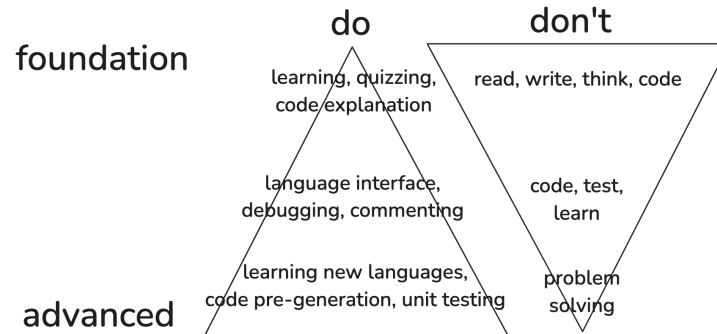 do
don't
foundation
learning, quizzing,
code explanation
read, write, think, code
language interface,
debugging, commenting
code, test,
learn
learning new languages,
code pre-generation, unit testing
problem
solving
advanced